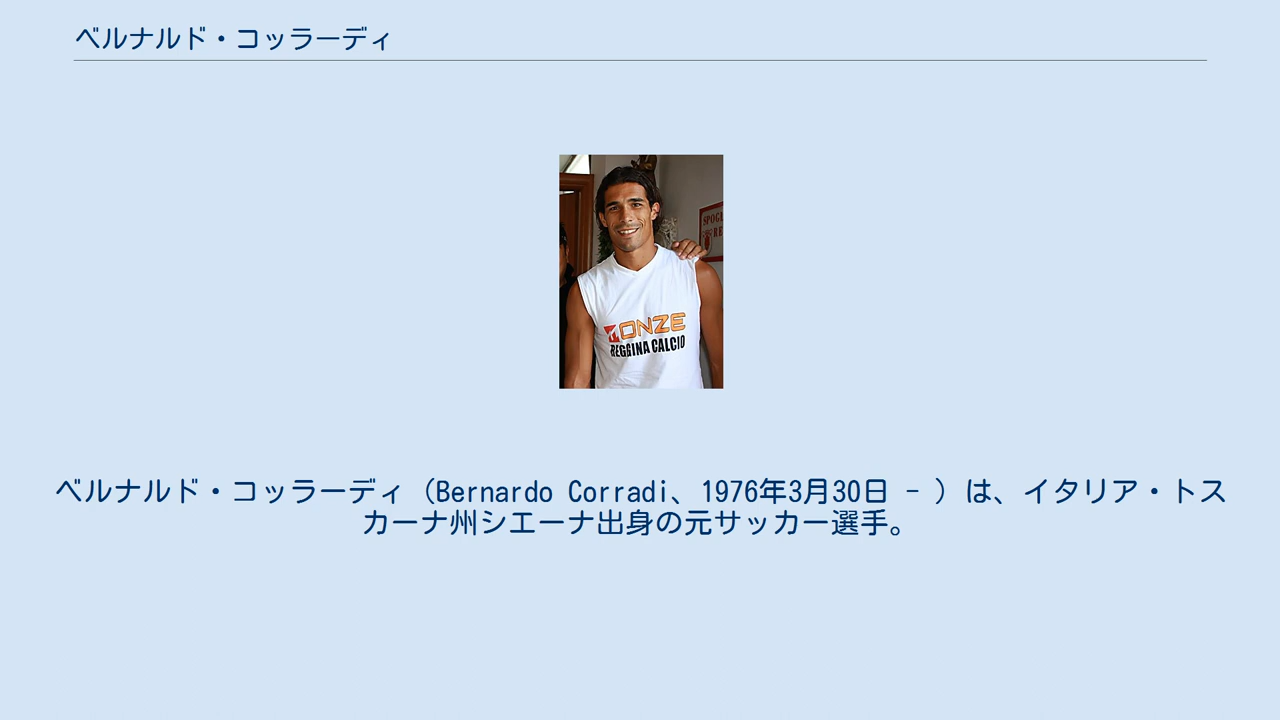 ベルナルド・コッラーディ
SPOGL
RE
ONZE
REGGINA CALCIO
ベルナルド・コッラーディ（Bernardo Corradi、1976年3月30日 - ）は、イタリア・トス
カーナ州シエーナ出身の元サッカー選手。